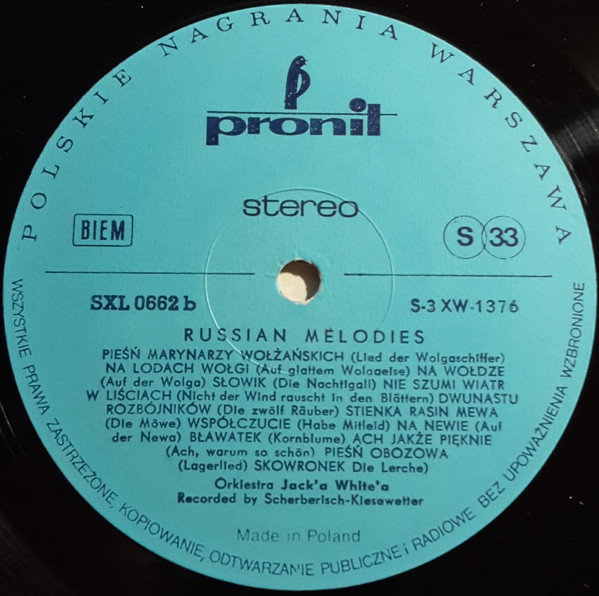 POLSKIE NAGRANIA WARSZAWA
pronit
stereo
BIEM
S 33
SXL 0662 b
S-3 XW-1376
RUSSIAN MELODIES
PIEŚŃ MARYNARZY WOŁŻAŃSKICH (Lied der Wolgaschiffer)
NA LODACH WOŁGI (Auf glattem Wolgaeise) NA WOŁDZE
(Auf der Wolga) SŁOWIK (Die Nachtigall) NIE SZUMI WIATR
W LIŚCIACH (Nicht der Wind rauscht in den Blättern) DWUNASTU
ROZBÓJNIKÓW (Die zwölf Räuber) STIENKA RASIN MEWA
(Die Möwe) WSPÓŁCZUCIE (Habe Mitleid) NA NEWIE (Auf
der Newa) BŁAWATEK (Kornblume) ACH JAKŻE PIĘKNIE
(Ach, warum so schön) PIEŚŃ OBOZOWA
(Lagerlied) SKOWRONEK Die Lerche)
Orkiestra Jack'a White'a
Recorded by Scherberisch-Kiesewetter
Made in Poland
WSZYSTKIE PRAWA ZASTRZEŻONE, KOPIOWANIE, ODTWARZANIE PUBLICZNE i RADIOWE BEZ UPOWAŻNIENIA WZBRONIONE